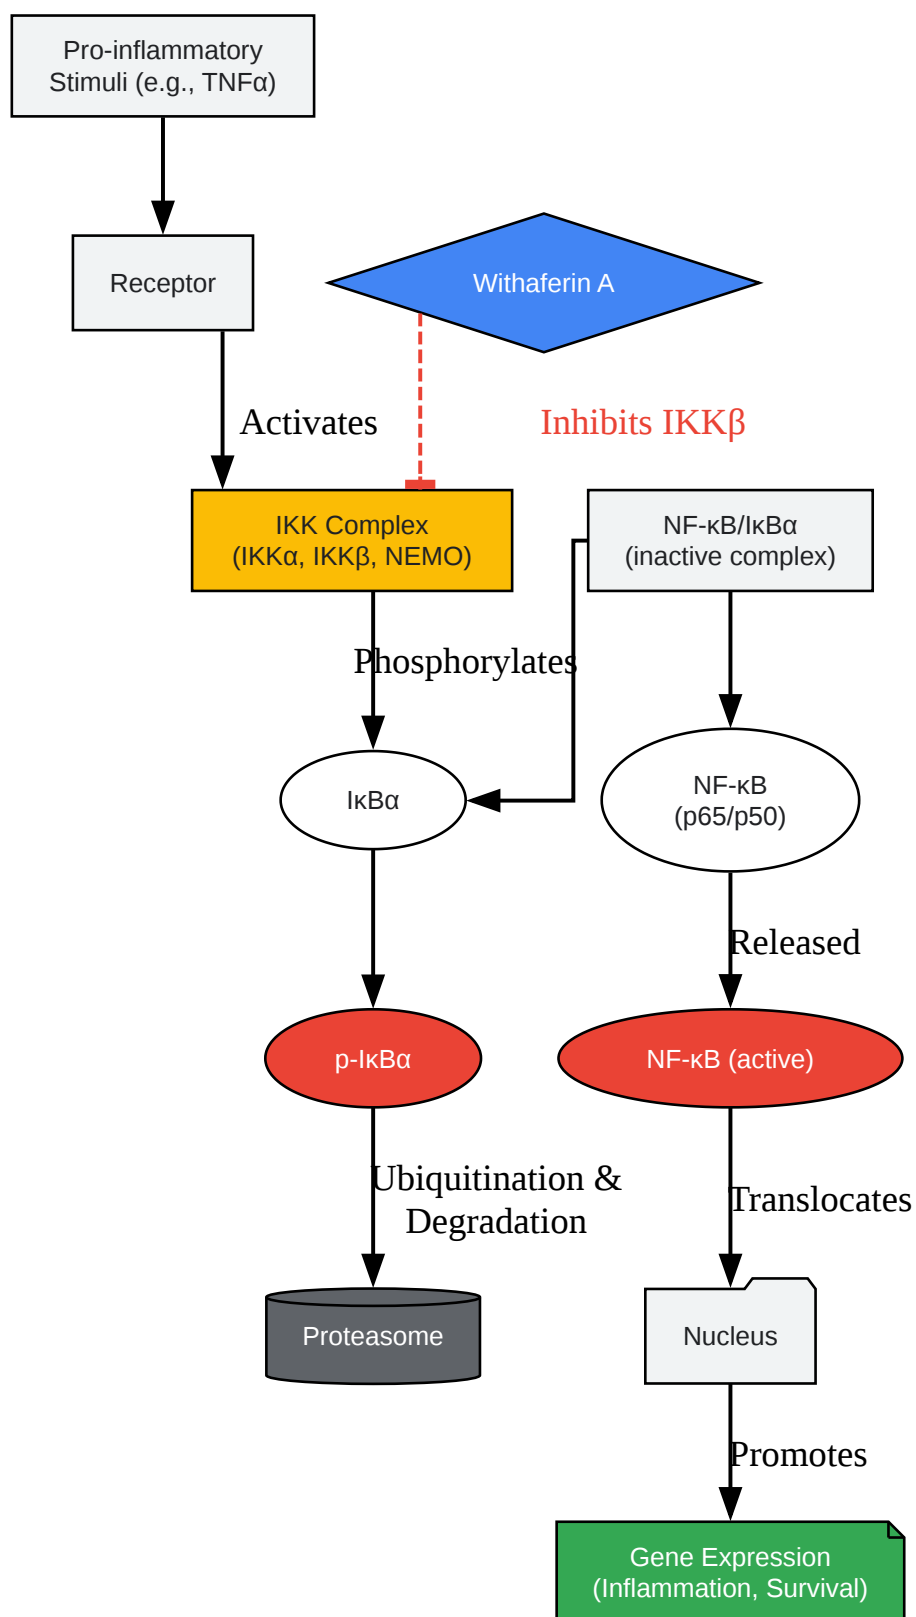 Pro-inflammatory
Stimuli (e.g., TNFα)
Receptor
Withaferin A
Activates
Inhibits IKKβ
IKK Complex
(IKKα, IKKβ, NEMO)
NF-κB/IκBα
(inactive complex)
Phosphorylates
IκBα
NF-κB
(p65/p50)
Released
p-IκBα
NF-κB (active)
Ubiquitination &
Degradation
Translocates
Proteasome
Nucleus
Promotes
Gene Expression
(Inflammation, Survival)